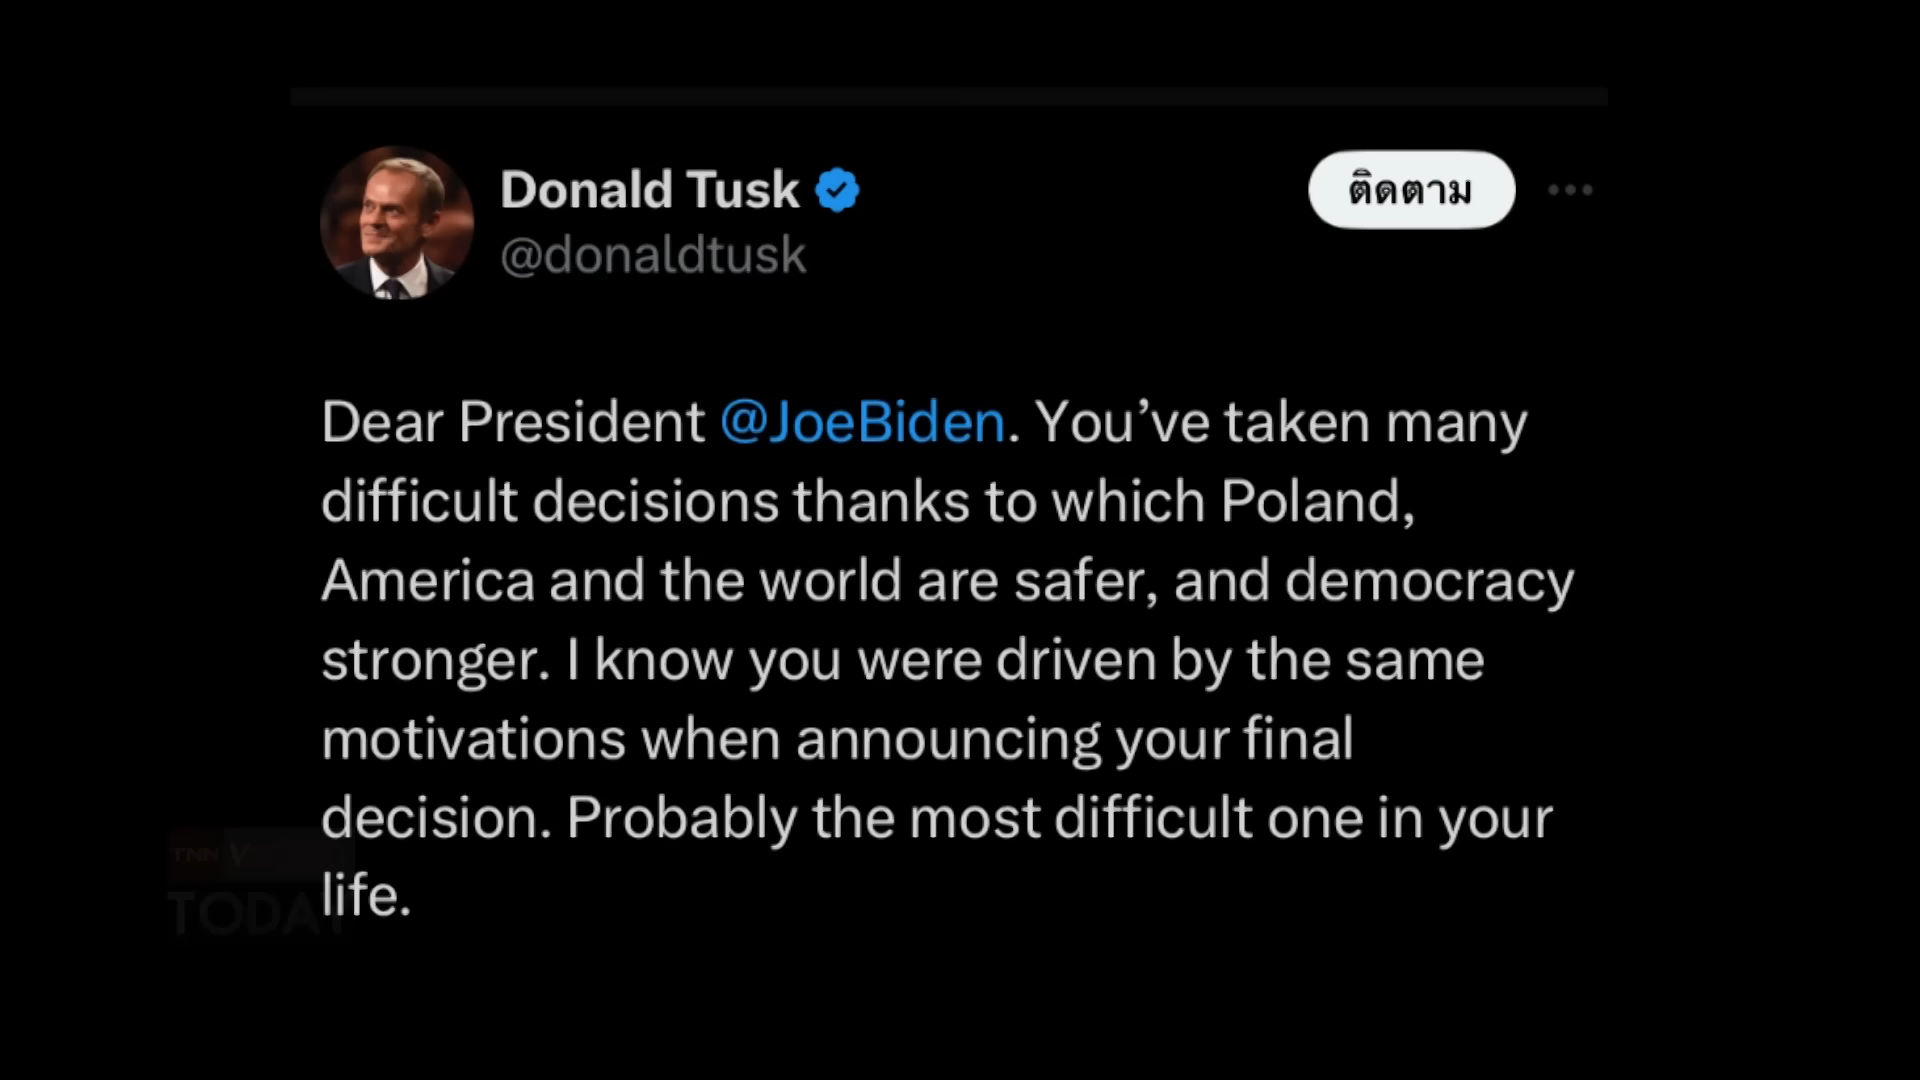 Donald Tusk
@donaldtusk
ติดตาม
Dear President @JoeBiden. You’ve taken many
difficult decisions thanks to which Poland,
America and the world are safer, and democracy
stronger. I know you were driven by the same
motivations when announcing your final
decision. Probably the most difficult one in your
life.
TNN V
TODAY